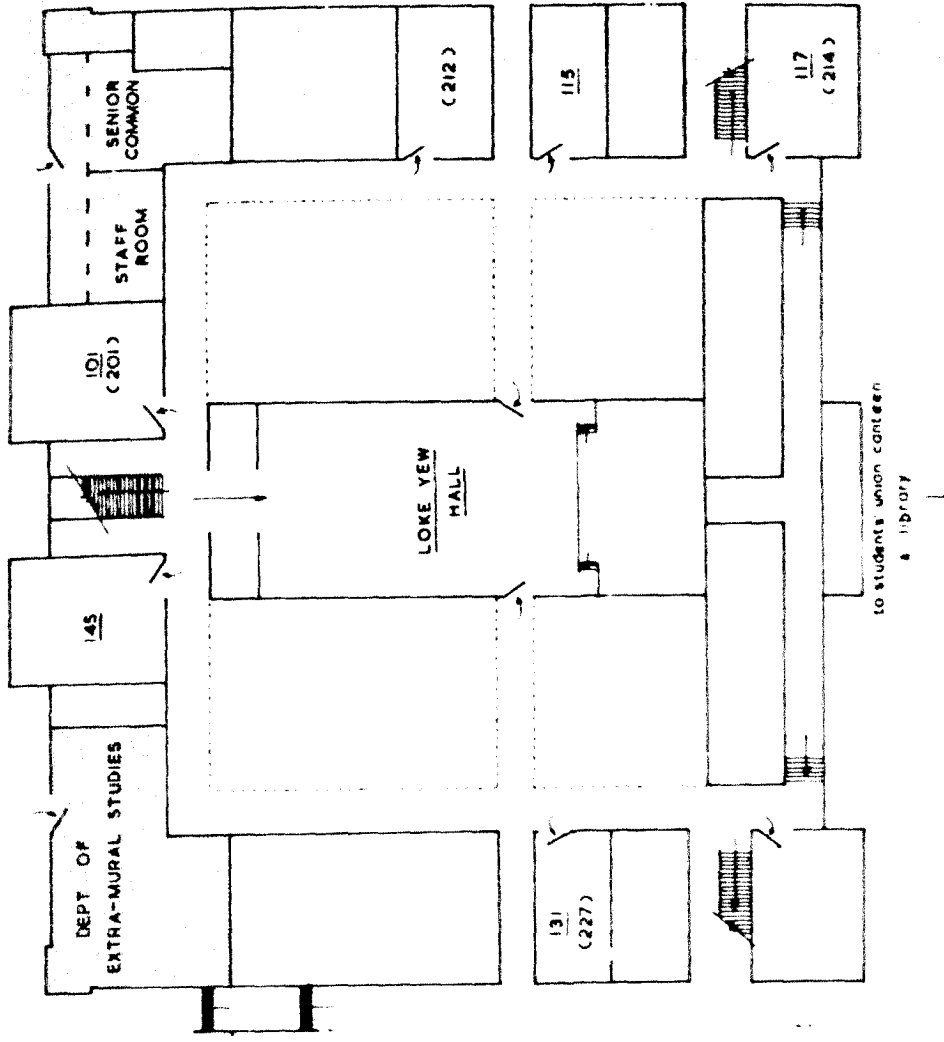 DEPT OF
EXTRA-MURAL STUDIES
145
101
(201)
STAFF
ROOM
SENIOR
COMMON
LOKE YEW
HALL
131
(227)
(212)
115
117
(214)
to students' union canteen
& library